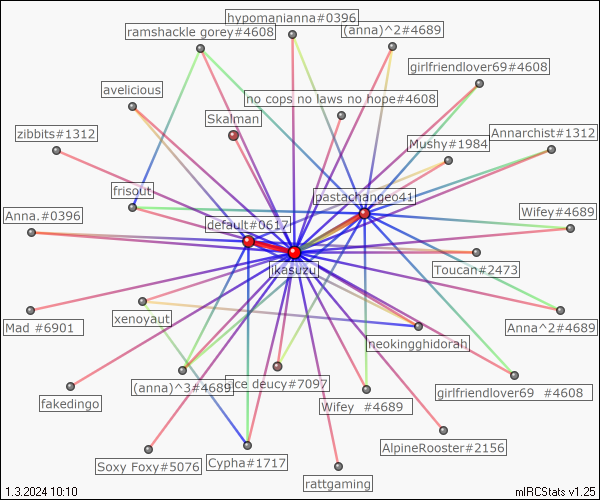 hypomanianna#0396
ramshackle gorey#4608
(anna)^2#4689
girlfriendlover69#4608
avelicious
no cops no laws no hope#4608
Skalman
zibbits#1312
Mushy#1984
Annarchist#1312
frisout
pastachangeo41
Anna.#0396
default#0617
Wifey#4689
ikasuzu
Toucan#2473
Mad #6901
xenoyaut
Anna^2#4689
neokingghidorah
(anna)^3#4689
ce deucy#7097
fakedingo
Wifey #4689
girlfriendlover69 #4608
AlpineRooster#2156
Soxy Foxy#5076
Cypha#1717
rattgaming
1.3.2024 10:10
mIRCStats v1.25